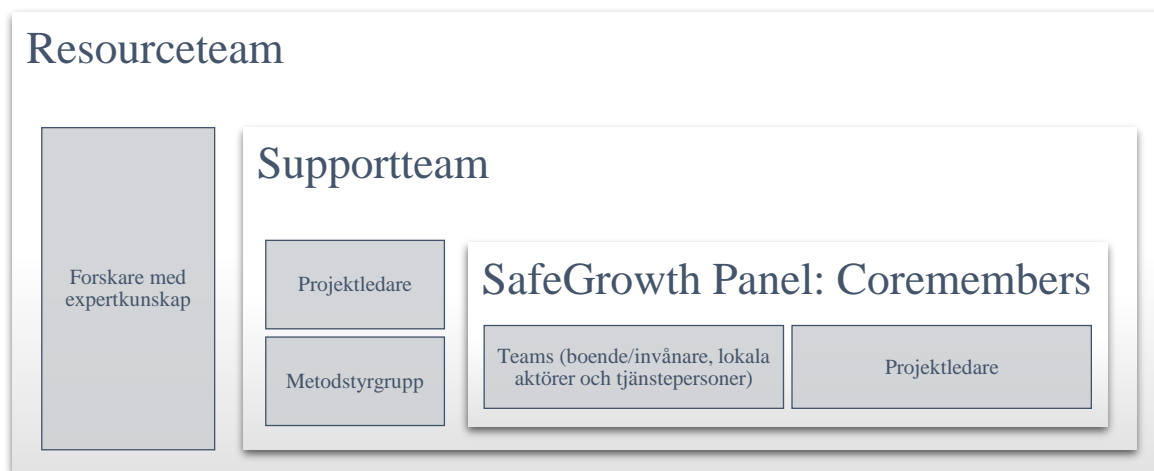 Resourceteam
Forskare med
expertkunskap
Supportteam
Projektledare
Metodstyrgrupp
SafeGrowth Panel: Coremembers
Teams (boende/invånare, lokala
aktörer och tjänstepersoner)
Projektledare